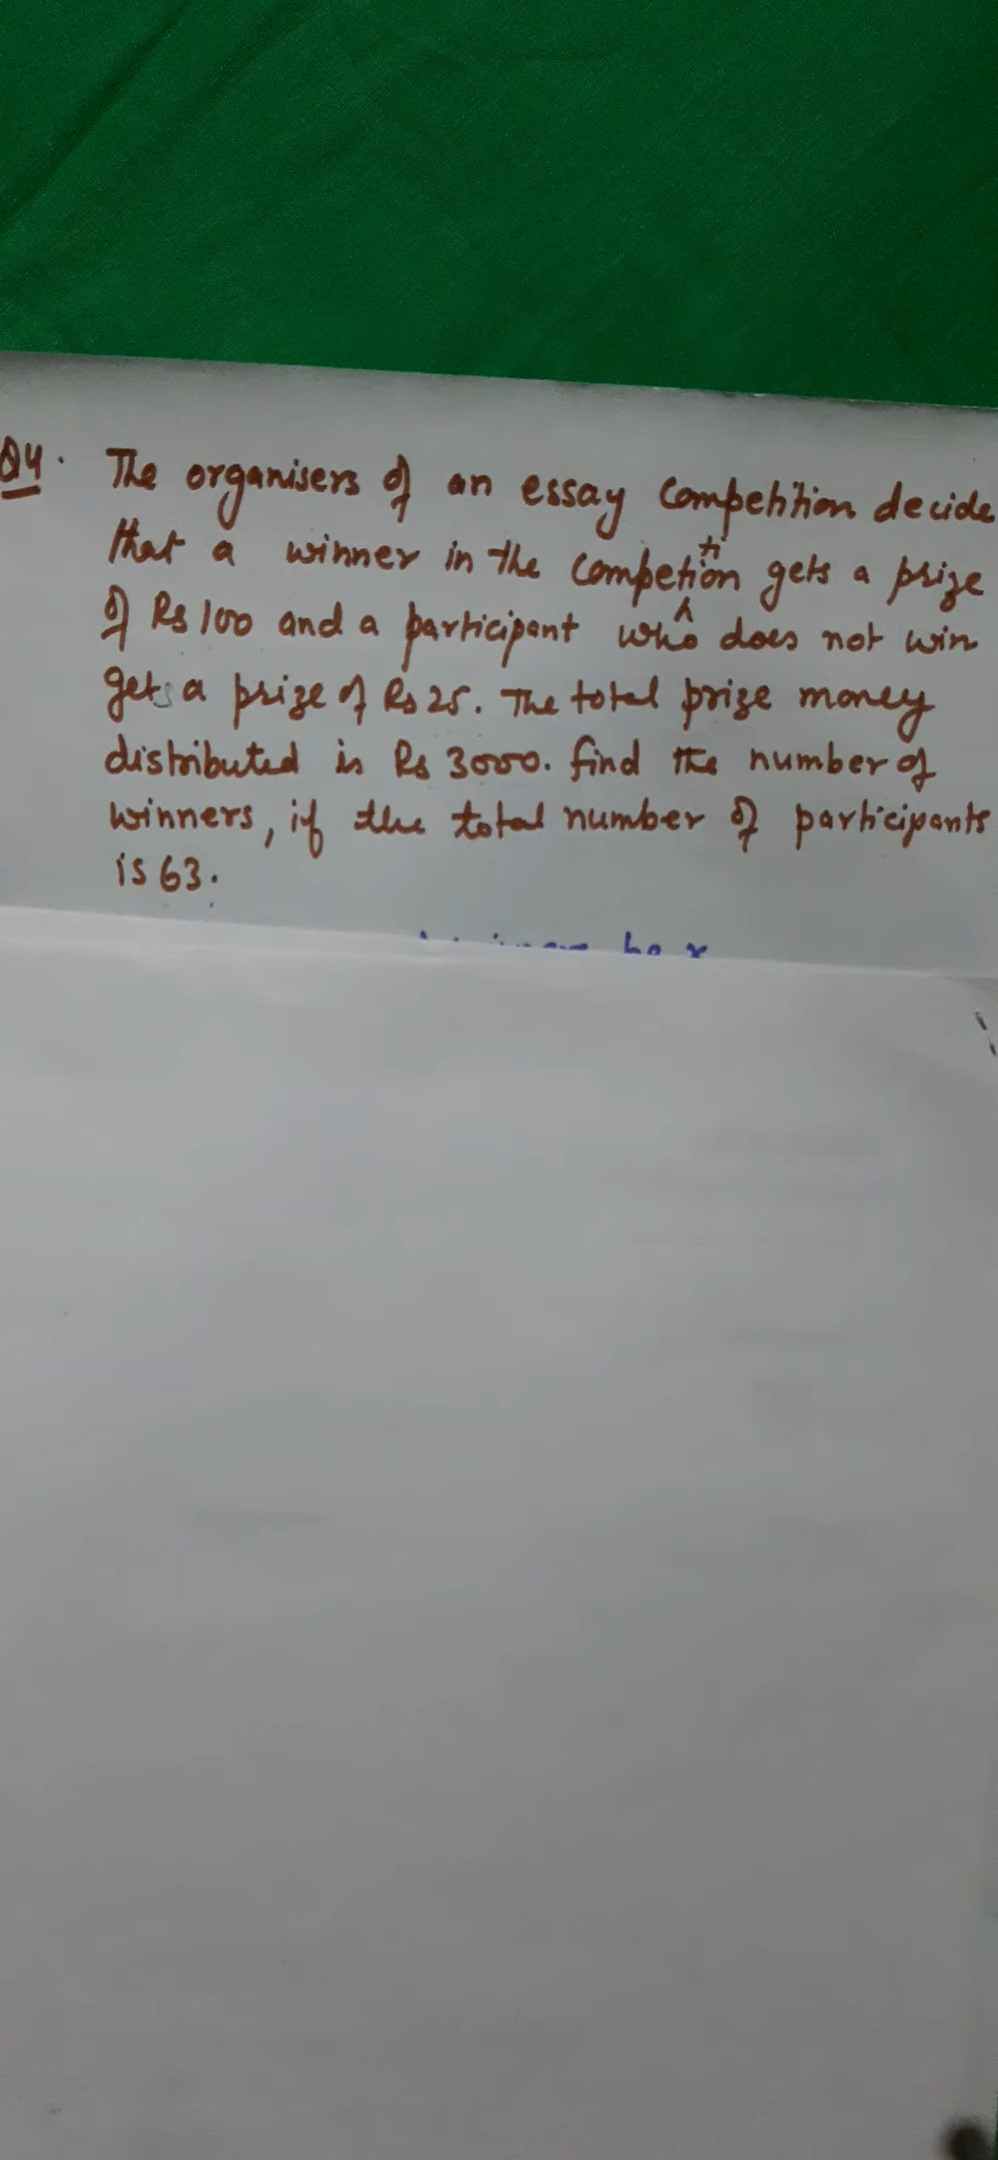 Q4. The organisers of an essay Competition decide
that a winner in the competition gets a prize
of Rs 100 and a participant who does not win
gets a prize of Rs 25. The total prize money
distributed is Rs 3000. find the number of
winners, if the total number of participants
is 63.
be x